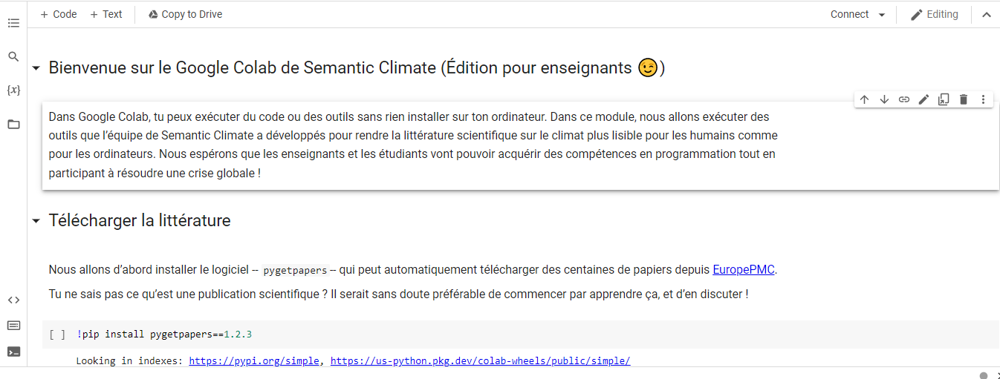 + Code + Text Copy to Drive Connect Editing
Bienvenue sur le Google Colab de Semantic Climate (Édition pour enseignants 😉)
Dans Google Colab, tu peux exécuter du code ou des outils sans rien installer sur ton ordinateur. Dans ce module, nous allons exécuter des
outils que l’équipe de Semantic Climate a développés pour rendre la littérature scientifique sur le climat plus lisible pour les humains comme
pour les ordinateurs. Nous espérons que les enseignants et les étudiants vont pouvoir acquérir des compétences en programmation tout en
participant à résoudre une crise globale !
{x}
Télécharger la littérature
Nous allons d’abord installer le logiciel -- pygetpapers -- qui peut automatiquement télécharger des centaines de papiers depuis EuropePMC.
Tu ne sais pas ce qu’est une publication scientifique ? Il serait sans doute préférable de commencer par apprendre ça, et d’en discuter !
[ ] !pip install pygetpapers==1.2.3
Looking in indexes: https://pypi.org/simple, https://us-python.pkg.dev/colab-wheels/public/simple/